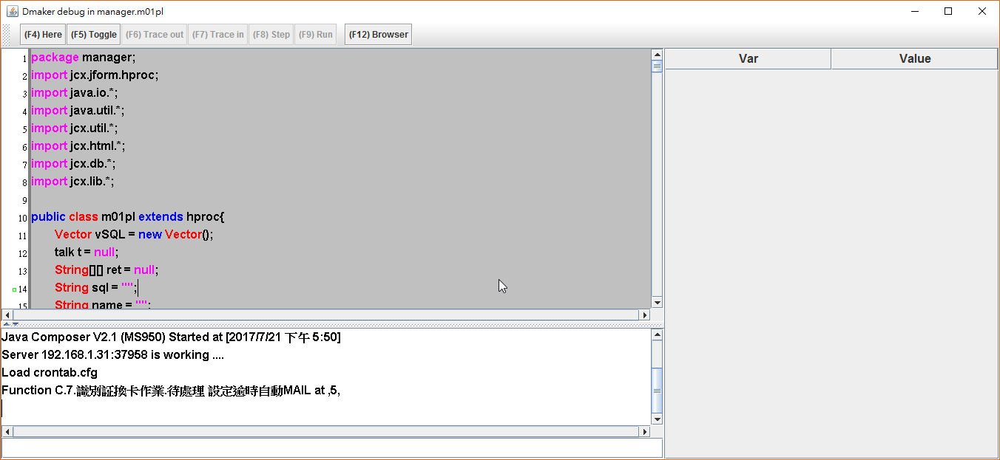 Dmaker debug in manager.m01pl
(F4) Here (F5) Toggle (F6) Trace out (F7) Trace in (F8) Step (F9) Run (F12) Browser
1 package manager;
2 import jcx.jform.hproc;
3 import java.io.*;
4 import java.util.*;
5 import jcx.util.*;
6 import jcx.html.*;
7 import jcx.db.*;
8 import jcx.lib.*;
9
10 public class m01pl extends hproc{
11 Vector vSQL = new Vector();
12 talk t = null;
13 String[][] ret = null;
14 String sql = "";
15 String name = "";
Var Value
Java Composer V2.1 (MS950) Started at [2017/7/21 下午 5:50]
Server 192.168.1.31:37958 is working ....
Load crontab.cfg
Function C.7.識別証換卡作業.待處理 設定逾時自動MAIL at ,5,